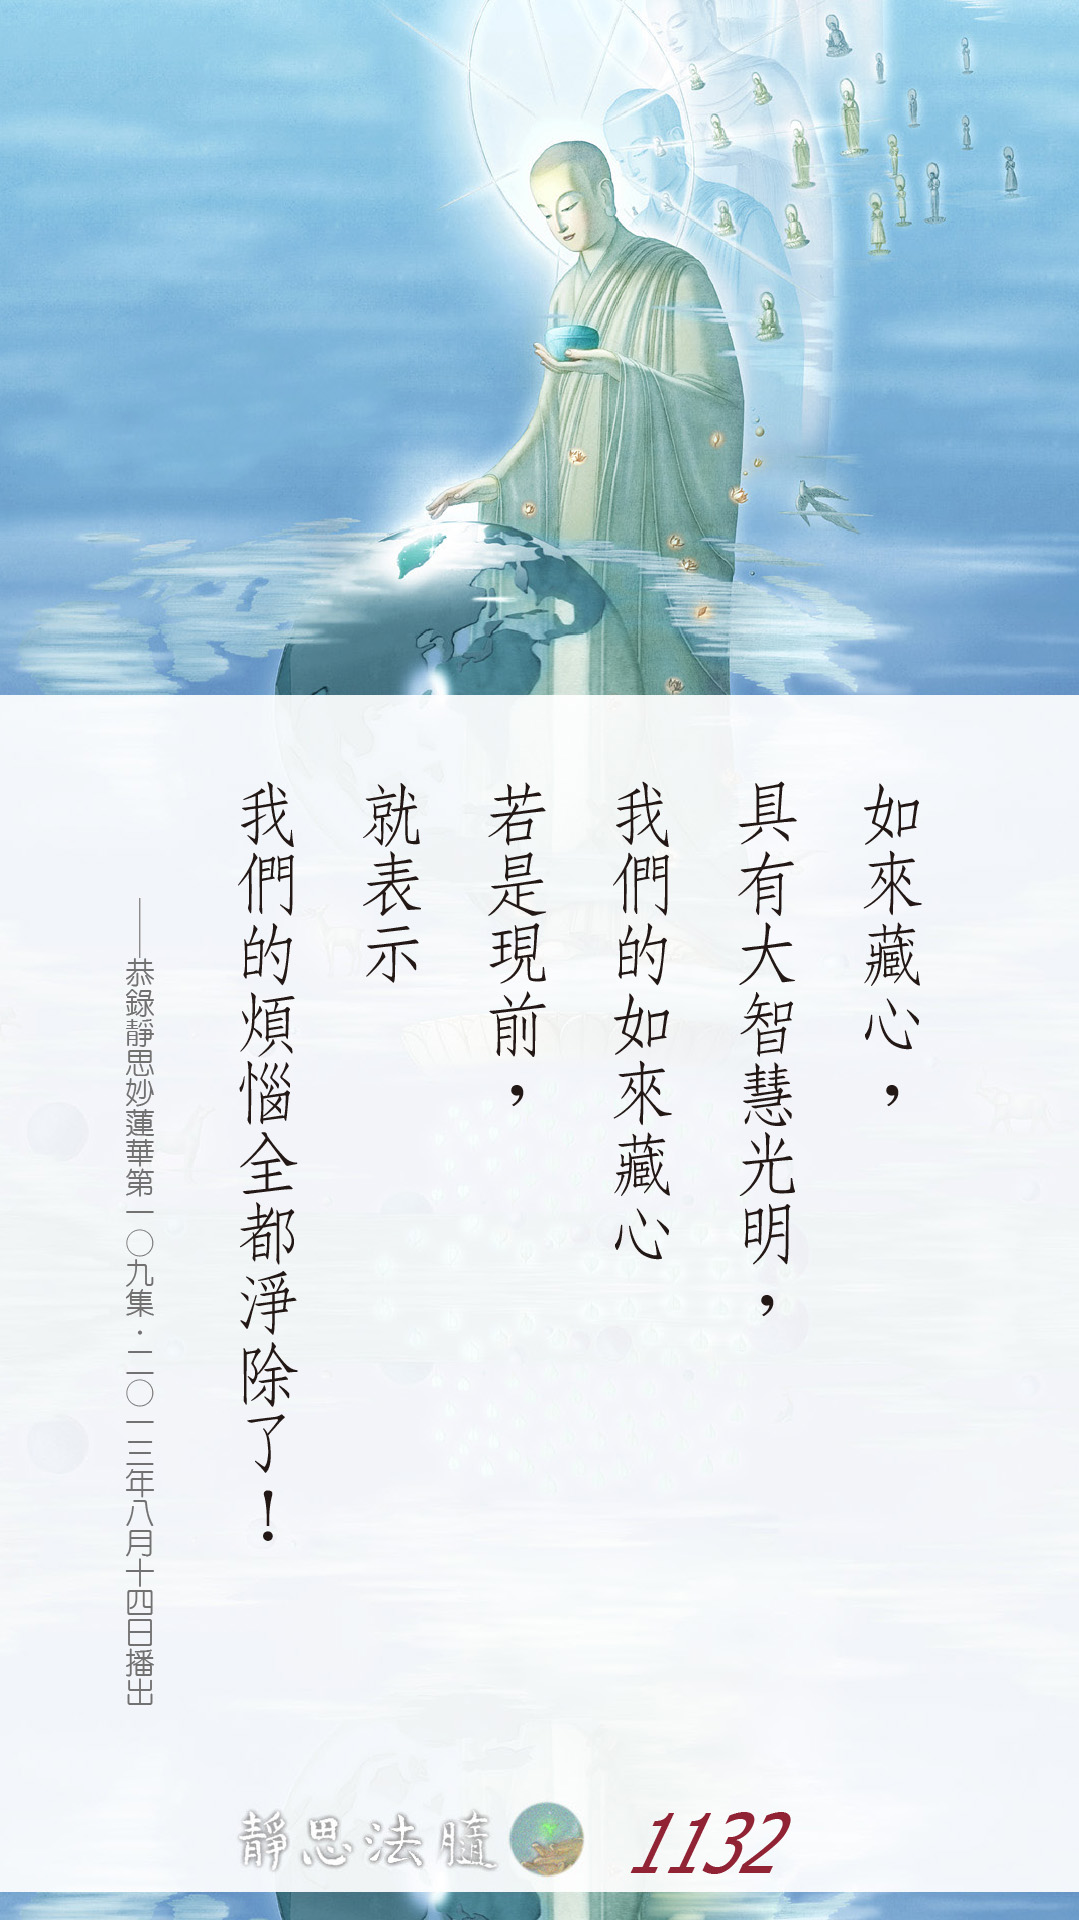 如來藏心，
具有大智慧光明，
我們的如來藏心
若是現前，
就表示
我們的煩惱全都淨除了！
──恭錄靜思妙蓮華第一〇九集．二〇一三年八月十四日播出
靜思法髓
1132